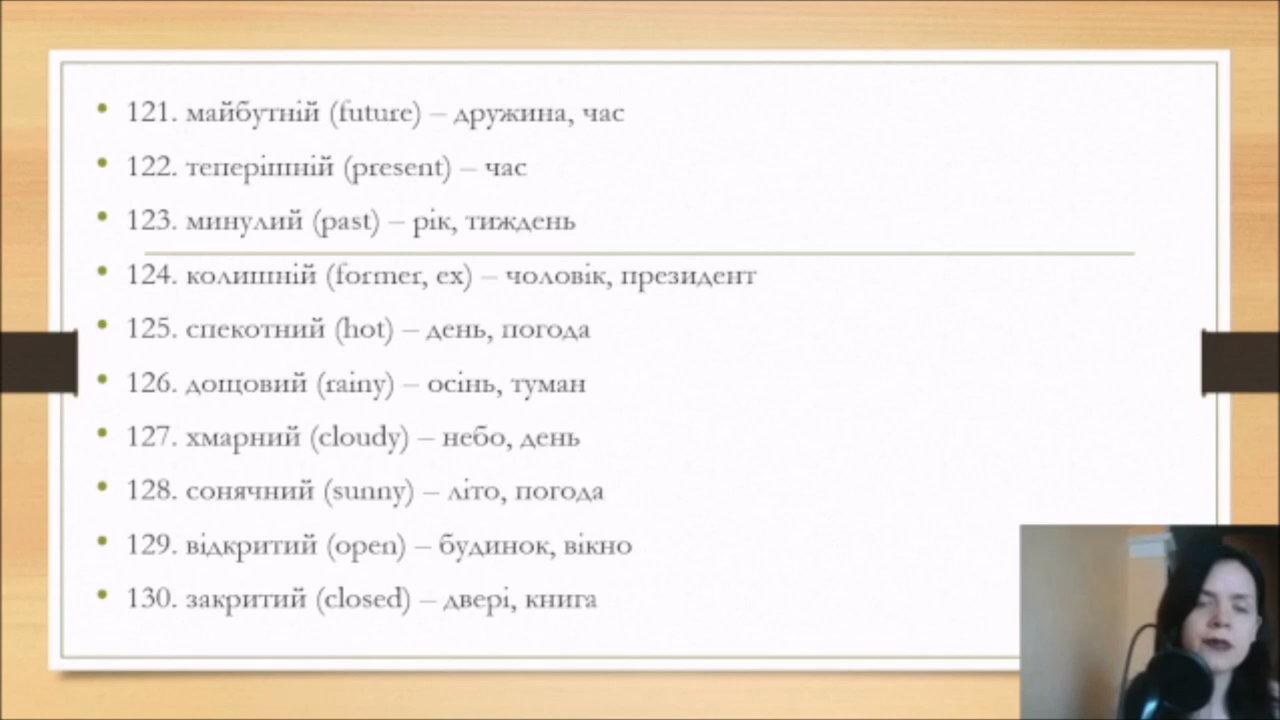 • 121. майбутній (future) – дружина, час
• 122. теперішній (present) – час
• 123. минулий (past) – рік, тиждень
• 124. колишній (former, ex) – чоловік, президент
• 125. спекотний (hot) – день, погода
• 126. дощовий (rainy) – осінь, туман
• 127. хмарний (cloudy) – небо, день
• 128. сонячний (sunny) – літо, погода
• 129. відкритий (open) – будинок, вікно
• 130. закритий (closed) – двері, книга